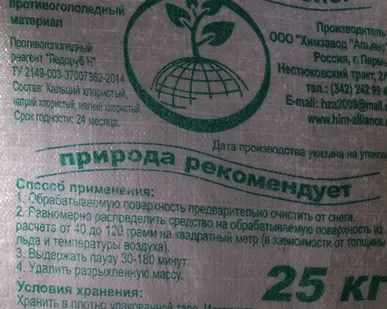 противогололедный
материал
Противогололедный
реагент "Ледоруб Н"
ТУ 2149-003-37007362-2014
Состав: Кальций хлористый,
натрий хлористый, магний хлористый.
Срок годности: 24 месяца.
Производитель
ООО "Химзавод "Альянс
Россия, г. Пермь
Нестюковский тракт, 2
тел.: (342) 242 99 4
E-mail: hza2009@mail.
www.him-alliance.
Дата производства указана на упаков
природа рекомендует
Способ применения:
1. Обрабатываемую поверхность предварительно очистить от снега.
2. Равномерно распределить средство на обрабатываемую поверхность из
расчета от 40 до 120 грамм на квадратный метр (в зависимости от толщины
льда и температуры воздуха).
3. Выдержать паузу 30-180 минут
4. Удалить разрыхленную массу.
25 кг
Условия хранения:
Хранить в плотно упакованной таре.